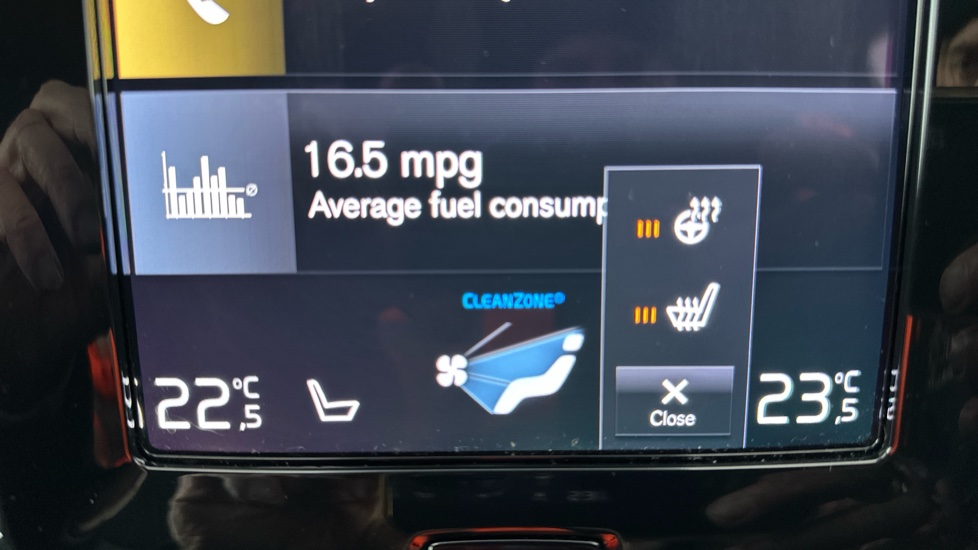 16.5 mpg
Average fuel consump
CLEANZONE®
Close
22,5 °C
23,5 °C